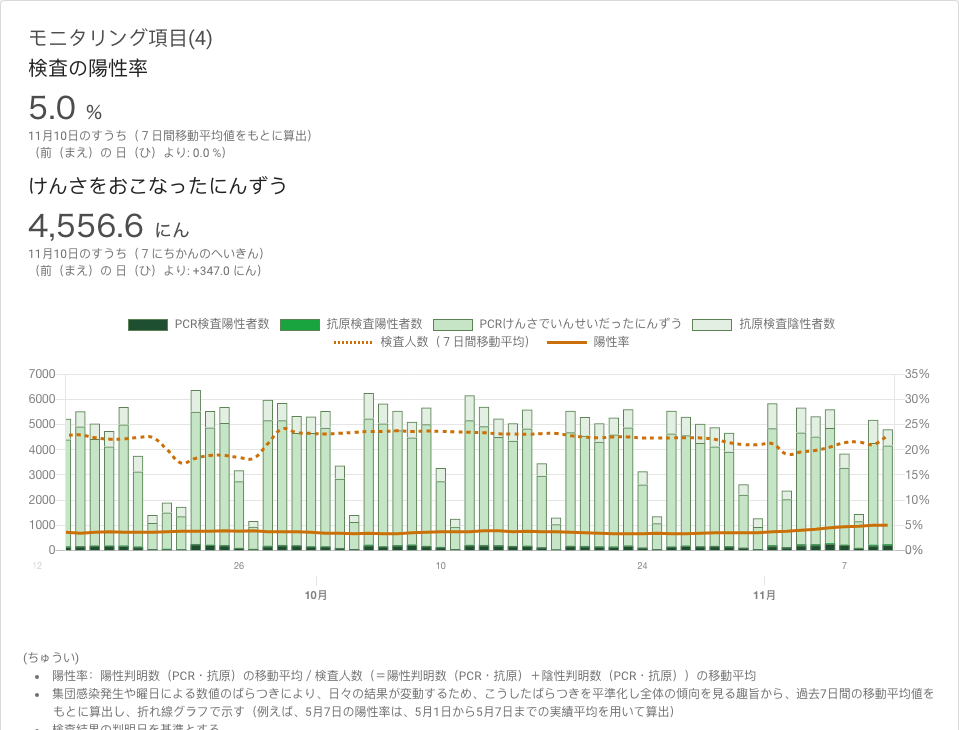 モニタリング項目(4)
検査の陽性率
5.0 %
11月10日のすうち（７日間移動平均値をもとに算出）
（前（まえ）の 日（ひ）より: 0.0 %）
けんさをおこなったにんずう
4,556.6 にん
11月10日のすうち（７にちかんのへいきん）
（前（まえ）の 日（ひ）より: +347.0 にん）
PCR検査陽性者数 抗原検査陽性者数 PCRけんさでいんせいだったにんずう 抗原検査陰性者数
検査人数（７日間移動平均） 陽性率
7000 35%
6000 30%
5000 25%
4000 20%
3000 15%
2000 10%
1000 5%
0 0%
12 26 10 24 7
10月 11月
(ちゅうい)
• 陽性率：陽性判明数（PCR・抗原）の移動平均 / 検査人数（＝陽性判明数（PCR・抗原）＋陰性判明数（PCR・抗原））の移動平均
• 集団感染発生や曜日による数値のばらつきにより、日々の結果が変動するため、こうしたばらつきを平準化し全体の傾向を見る趣旨から、過去7日間の移動平均値を
もとに算出し、折れ線グラフで示す（例えば、5月7日の陽性率は、5月1日から5月7日までの実績平均を用いて算出）
• 検査結果の判明日を基準とする